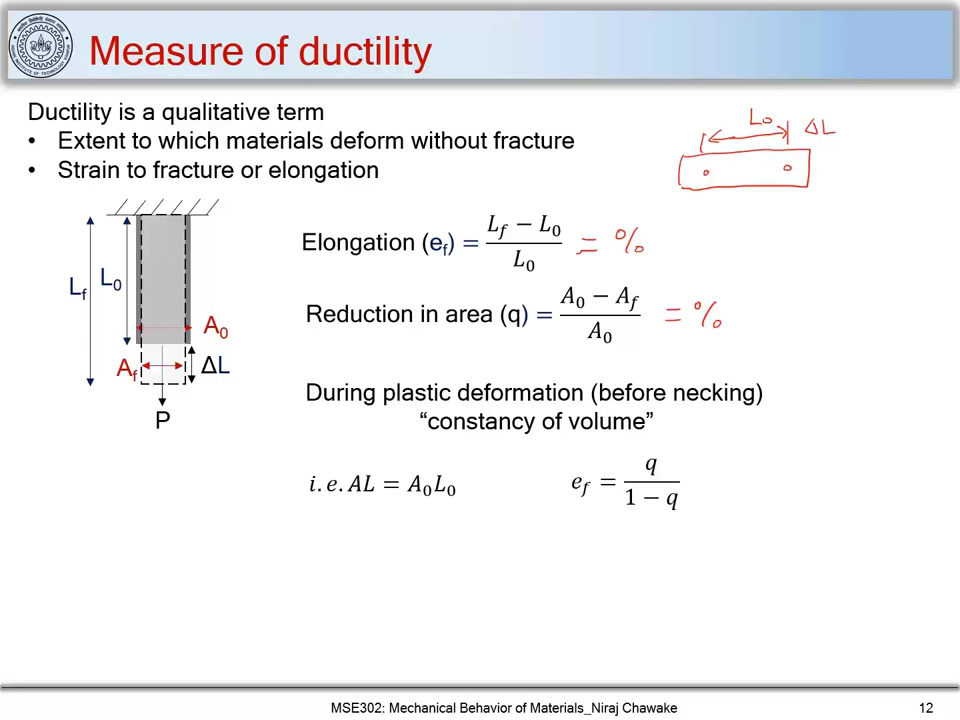 Measure of ductility
Ductility is a qualitative term
• Extent to which materials deform without fracture
• Strain to fracture or elongation
L₀ ΔL
Elongation (e_f) = (L_f − L₀) / L₀ = %
Reduction in area (q) = (A₀ − A_f) / A₀ = %
L_f L₀
A₀
A_f ΔL
P
During plastic deformation (before necking)
“constancy of volume”
i.e. AL = A₀L₀ e_f = q / (1 − q)
MSE302: Mechanical Behavior of Materials_Niraj Chawake 12